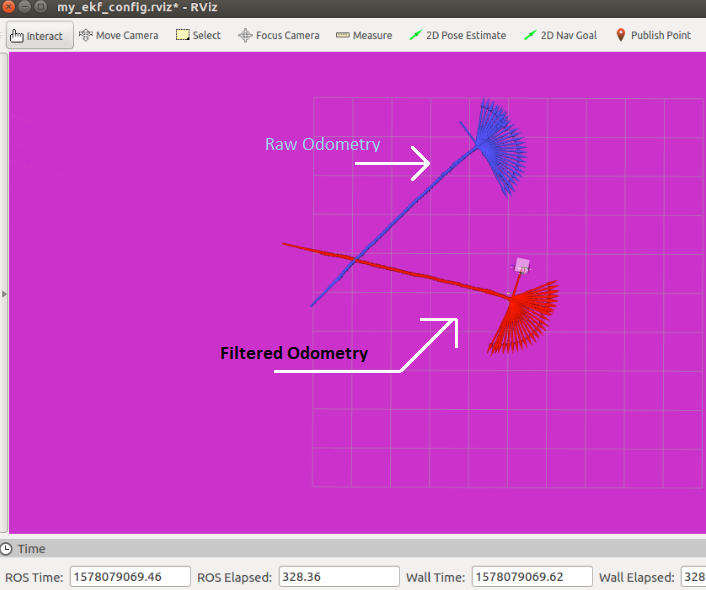 my_ekf_config.rviz* - RViz
Interact Move Camera Select Focus Camera Measure 2D Pose Estimate 2D Nav Goal Publish Point
Raw Odometry
Filtered Odometry
Time
ROS Time: 1578079069.46 ROS Elapsed: 328.36 Wall Time: 1578079069.62 Wall Elapsed: 328